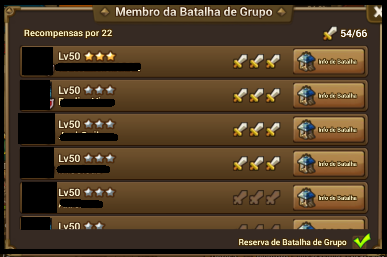 Membro da Batalha de Grupo
Recompensas por 22
54/66
Lv50
Info de Batalha
Lv50
Info de Batalha
Lv50
Info de Batalha
Lv50
Info de Batalha
Lv50
Info de Batalha
Lv50
Reserva de Batalha de Grupo